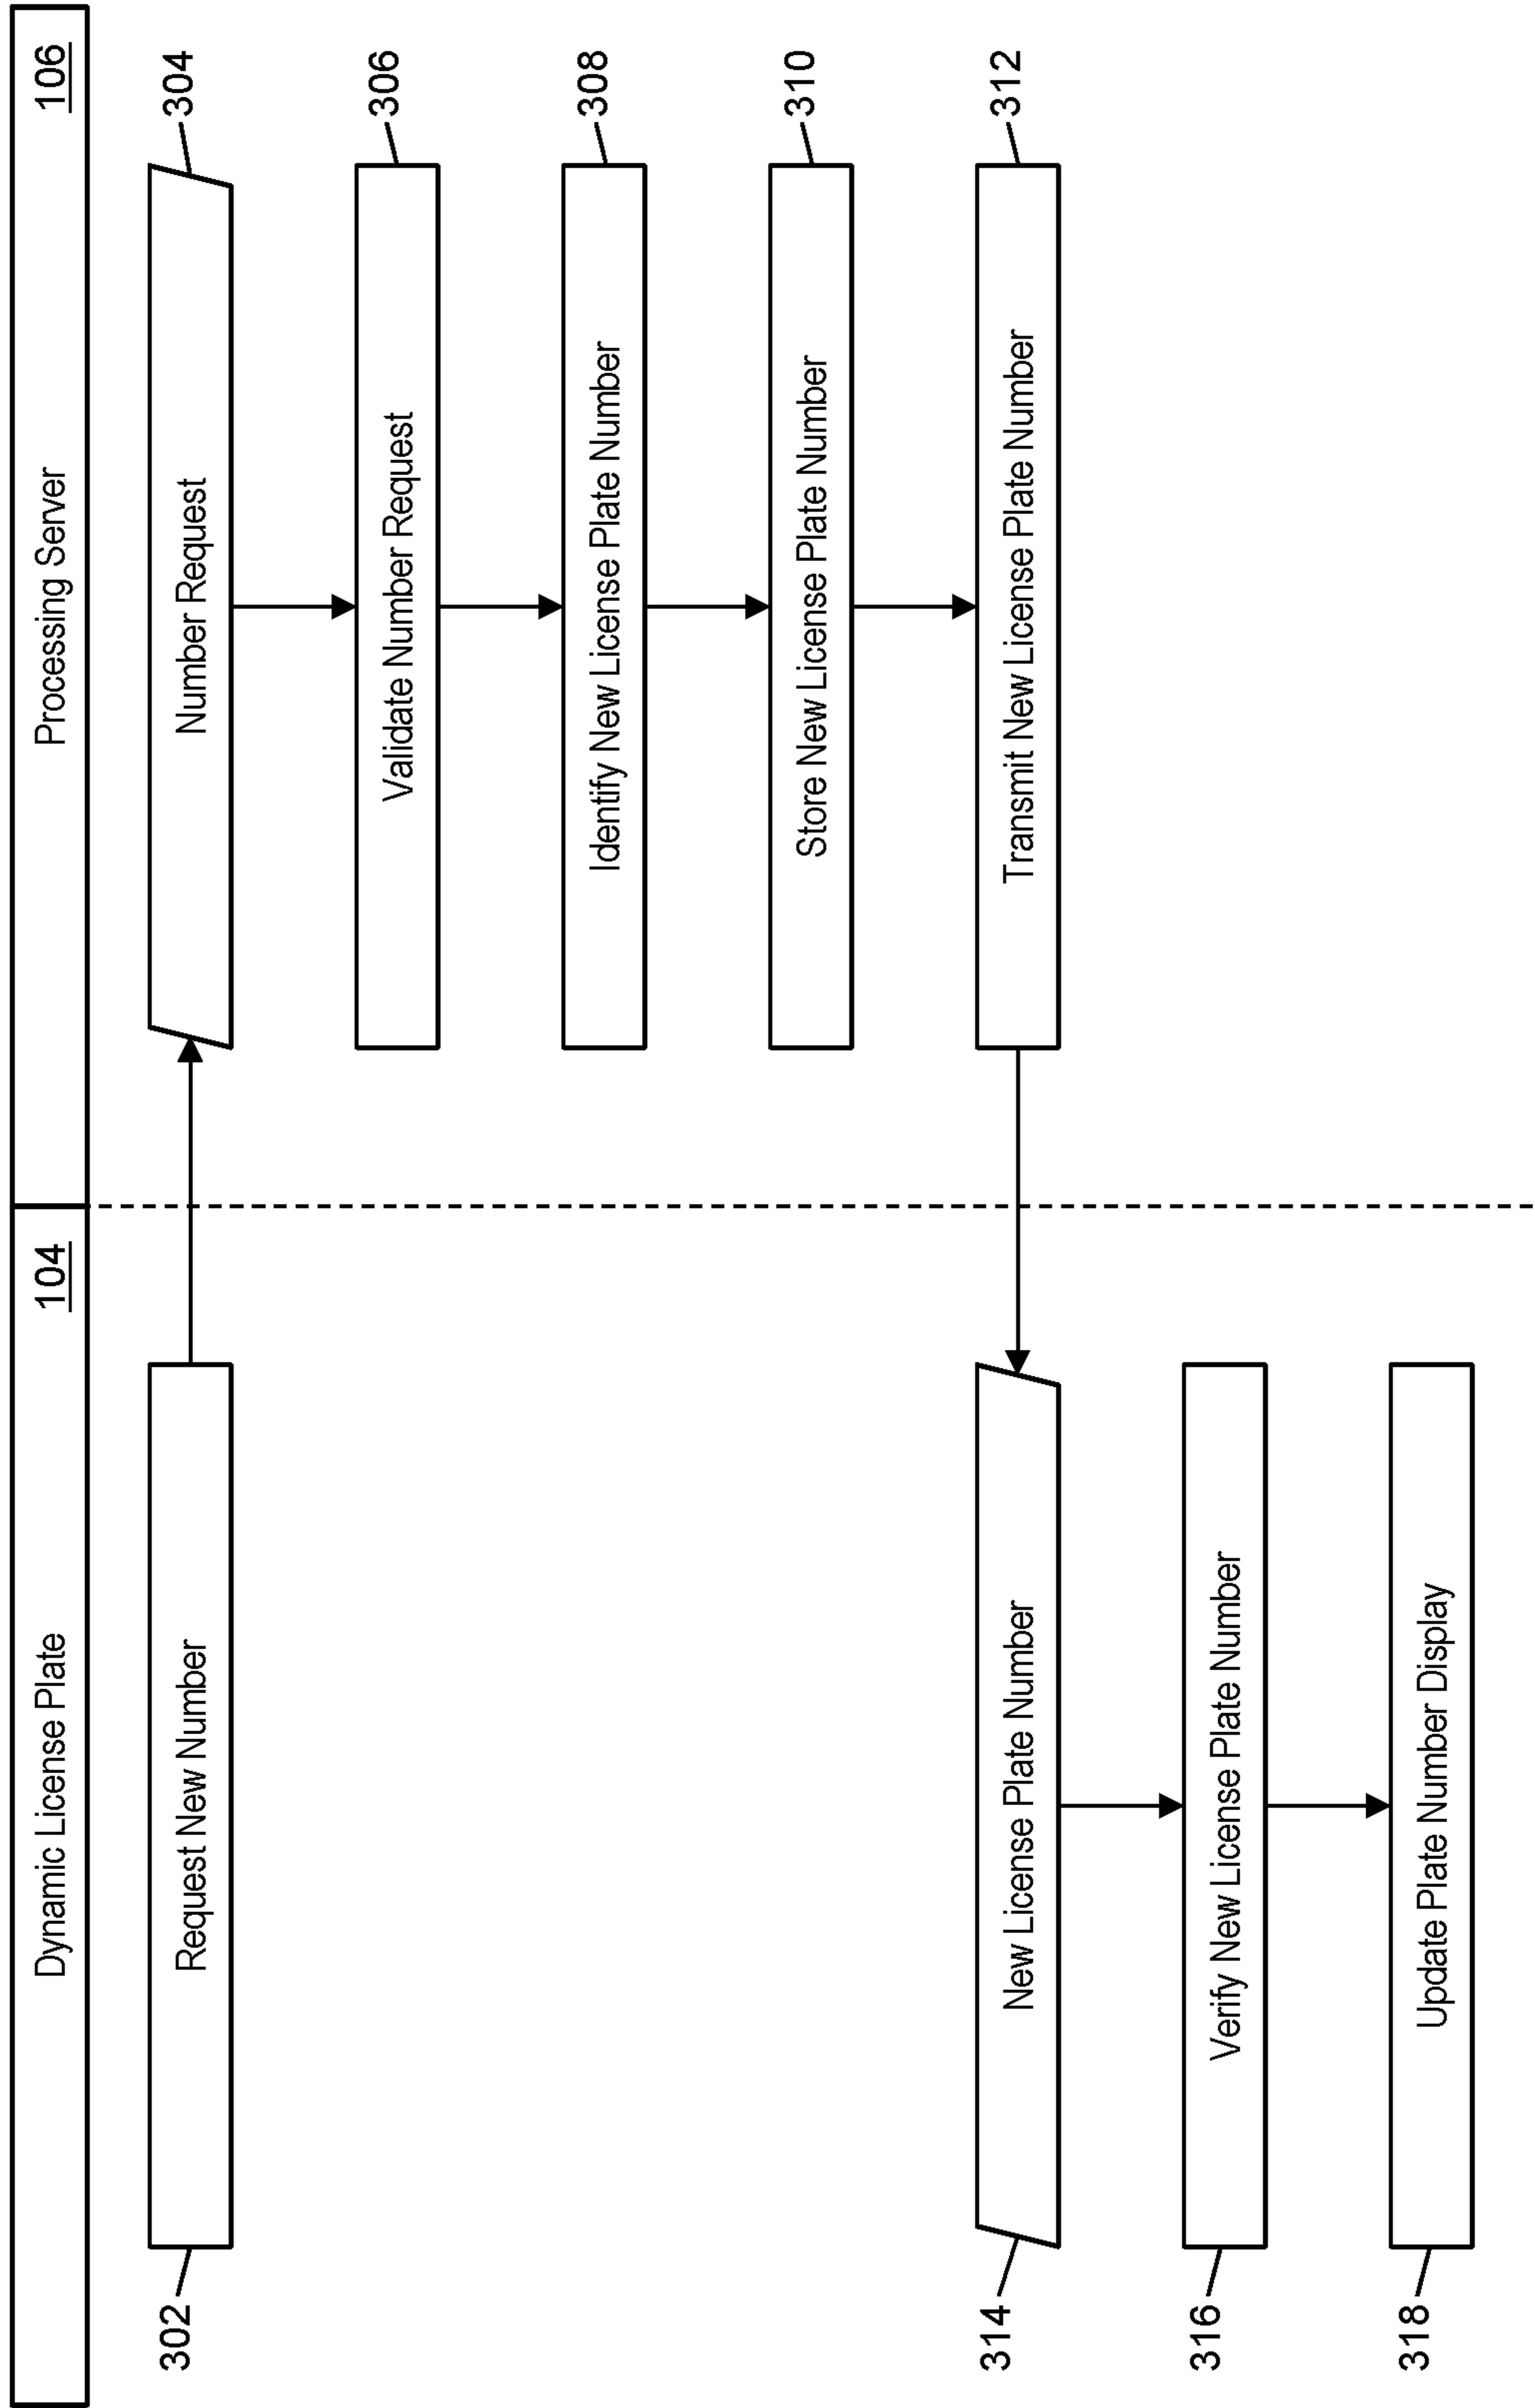 Dynamic License Plate 104
Processing Server 106
302
Request New Number
Number Request
304
Validate Number Request
306
Identify New License Plate Number
308
Store New License Plate Number
310
Transmit New License Plate Number
312
314
New License Plate Number
316
Verify New License Plate Number
318
Update Plate Number Display